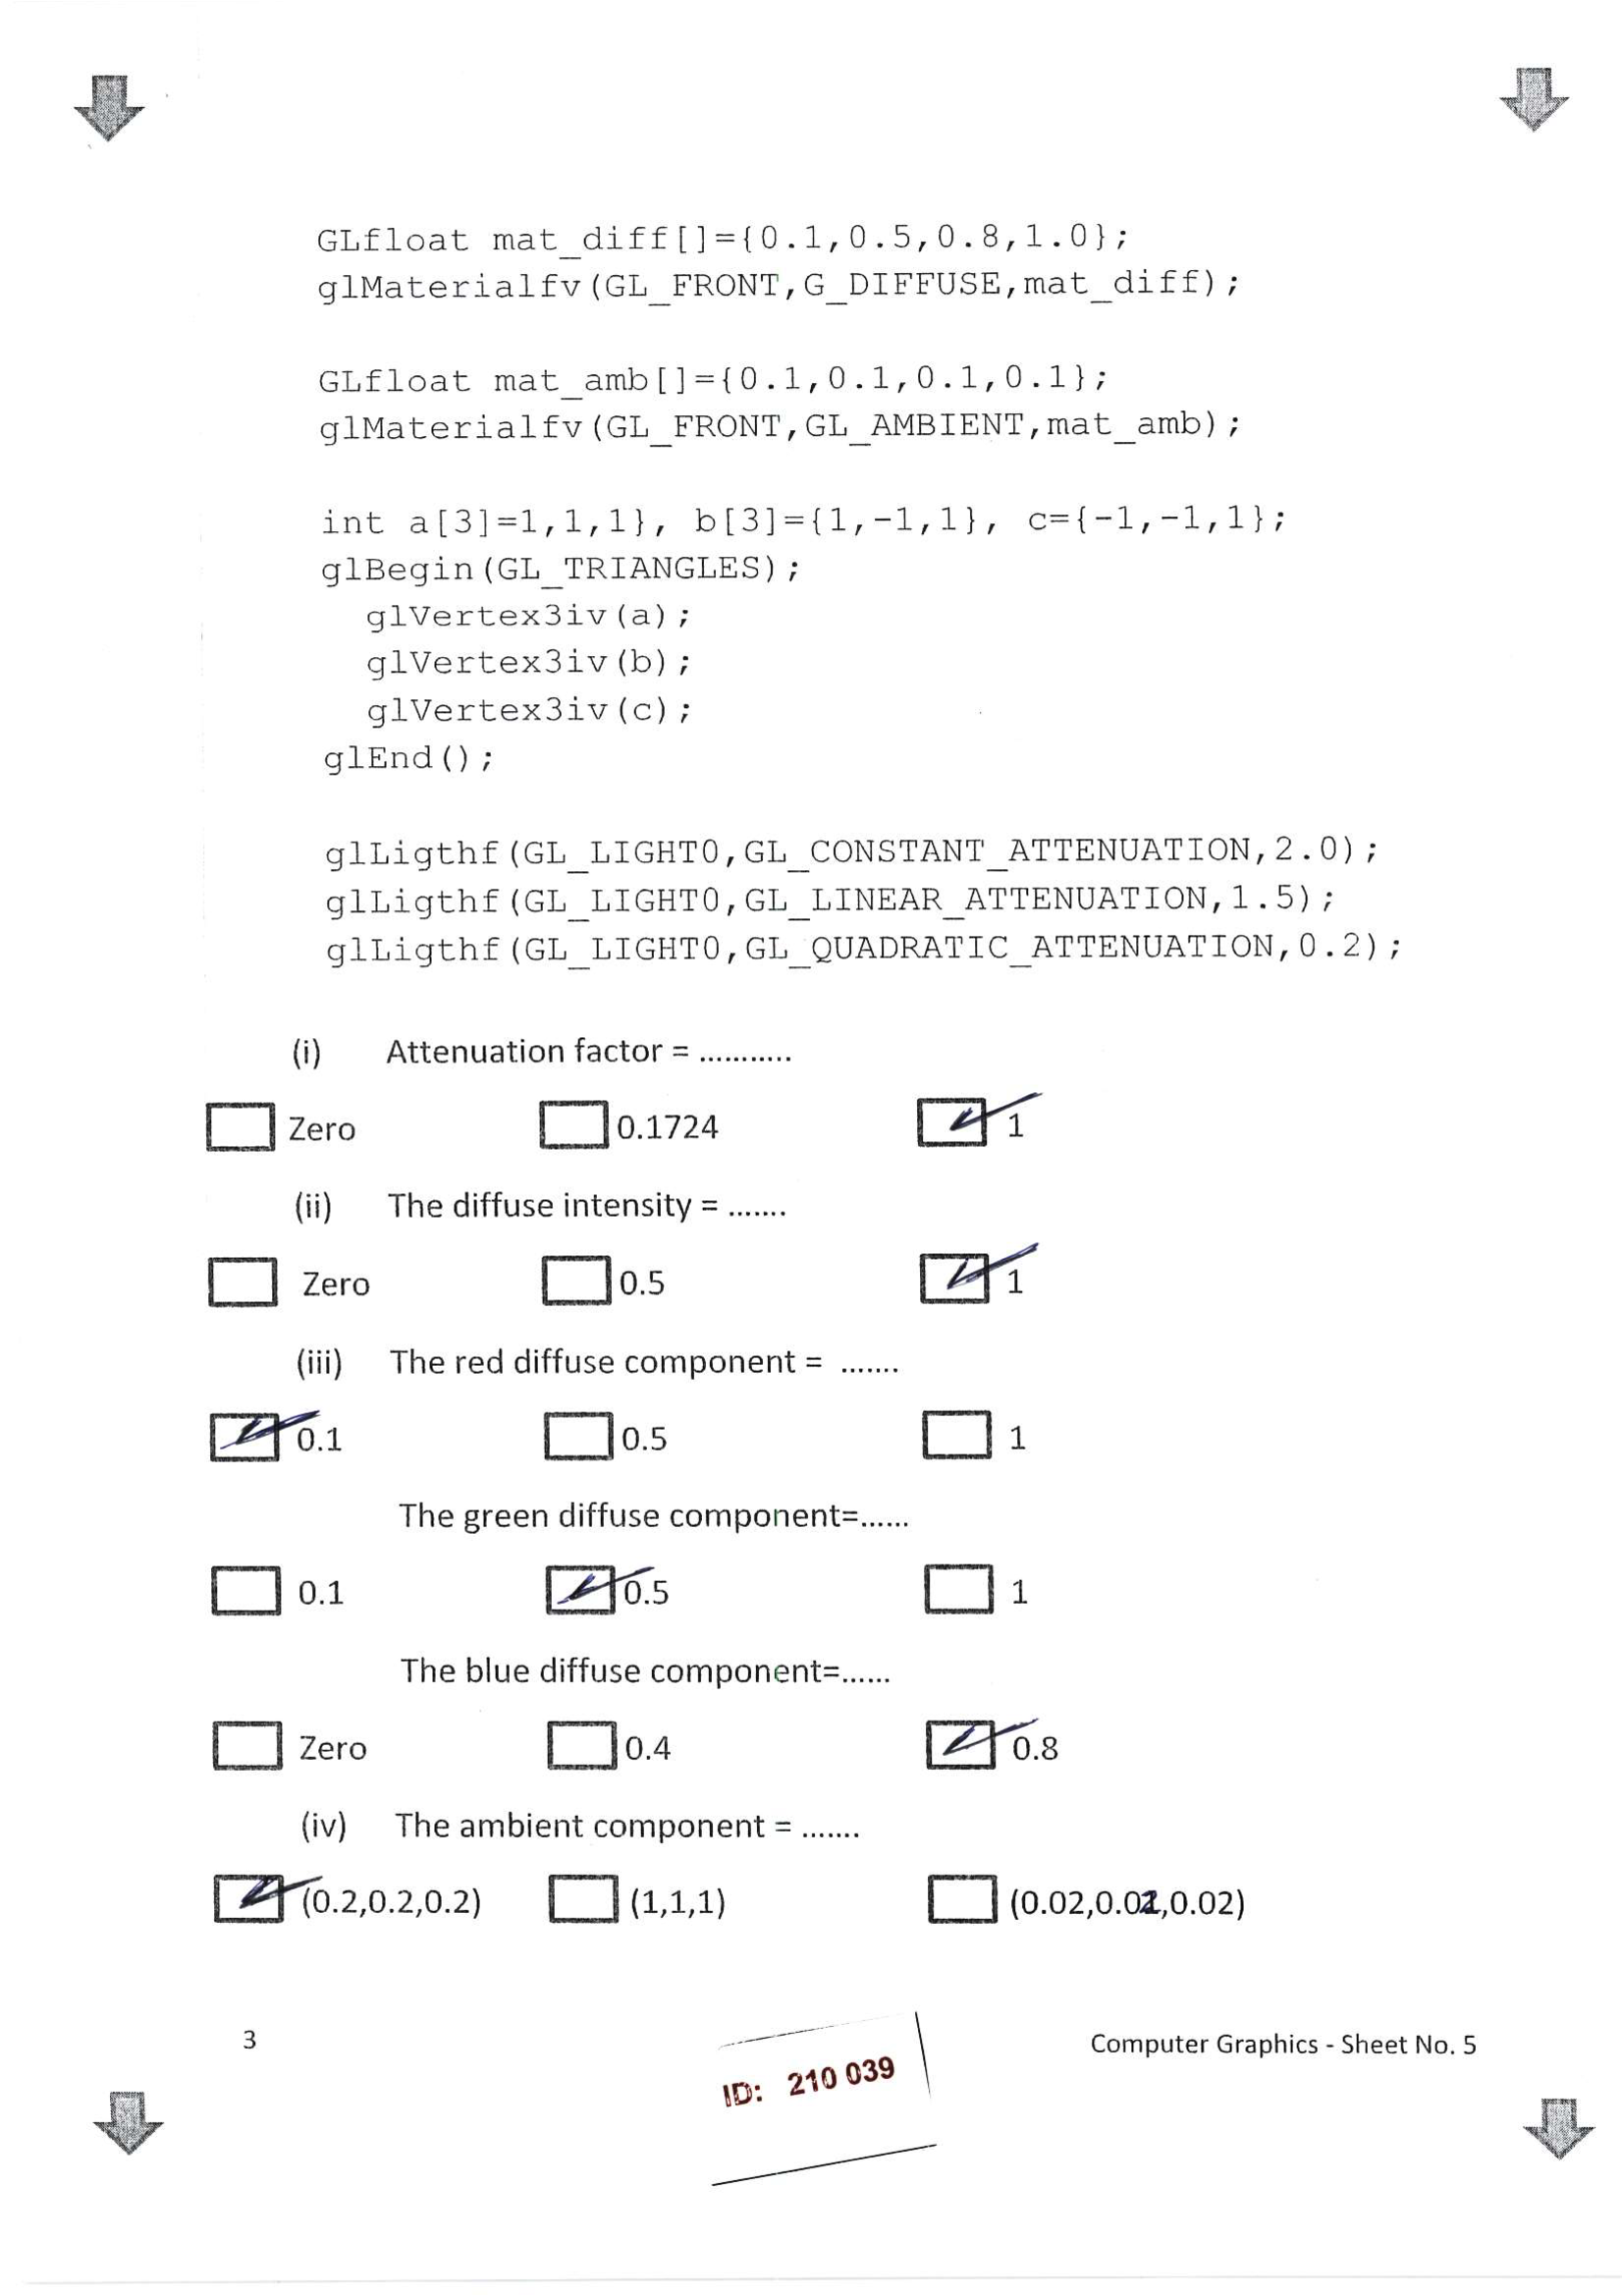 GLfloat mat_diff[]={0.1,0.5,0.8,1.0};
glMaterialfv(GL_FRONT,G_DIFFUSE,mat_diff);
GLfloat mat_amb[]={0.1,0.1,0.1,0.1};
glMaterialfv(GL_FRONT,GL_AMBIENT,mat_amb);
int a[3]=1,1,1}, b[3]={1,-1,1}, c={-1,-1,1};
glBegin(GL_TRIANGLES);
glVertex3iv(a);
glVertex3iv(b);
glVertex3iv(c);
glEnd();
glLigthf(GL_LIGHT0,GL_CONSTANT_ATTENUATION,2.0);
glLigthf(GL_LIGHT0,GL_LINEAR_ATTENUATION,1.5);
glLigthf(GL_LIGHT0,GL_QUADRATIC_ATTENUATION,0.2);
(i) Attenuation factor = ...........
Zero 0.1724 1
(ii) The diffuse intensity = .......
Zero 0.5 1
(iii) The red diffuse component = .......
0.1 0.5 1
The green diffuse component=......
0.1 0.5 1
The blue diffuse component=......
Zero 0.4 0.8
(iv) The ambient component = .......
(0.2,0.2,0.2) (1,1,1) (0.02,0.02,0.02)
3 Computer Graphics - Sheet No. 5
ID: 210 039